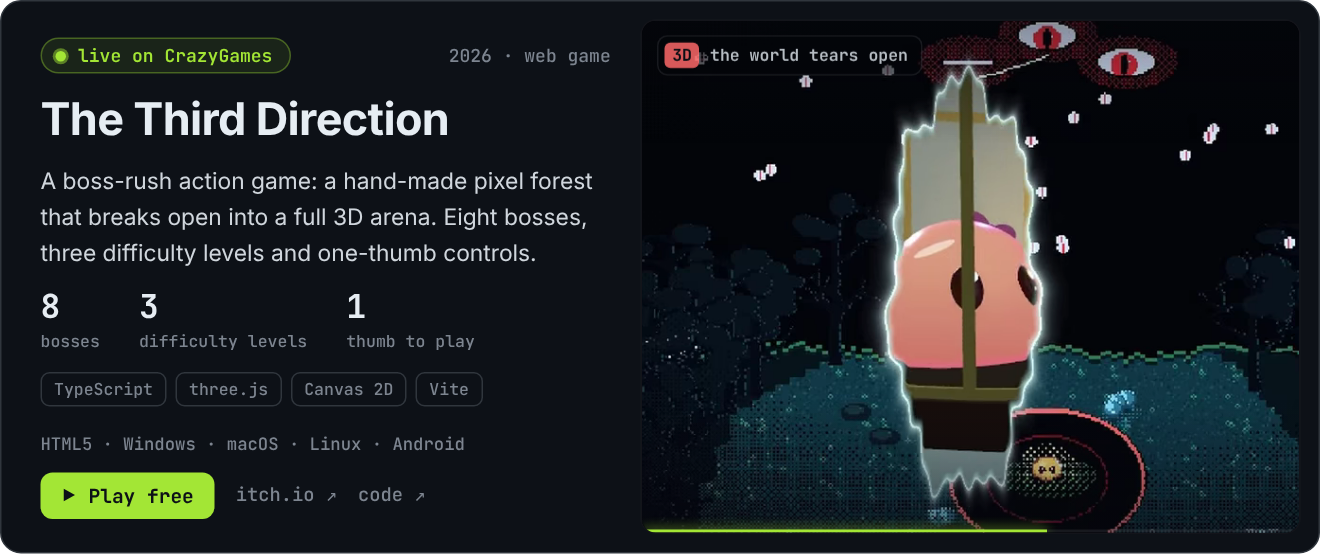 live on CrazyGames
2026 · web game
The Third Direction
A boss-rush action game: a hand-made pixel forest
that breaks open into a full 3D arena. Eight bosses,
three difficulty levels and one-thumb controls.
8 3 1
bosses difficulty levels thumb to play
TypeScript three.js Canvas 2D Vite
HTML5 · Windows · macOS · Linux · Android
▶ Play free itch.io ↗ code ↗
3D the world tears open